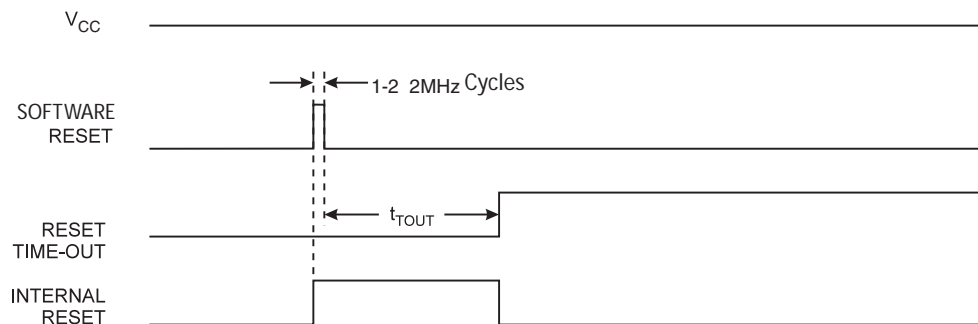 VCC
1-2 2MHz Cycles
SOFTWARE
RESET
tTOUT
RESET
TIME-OUT
INTERNAL
RESET